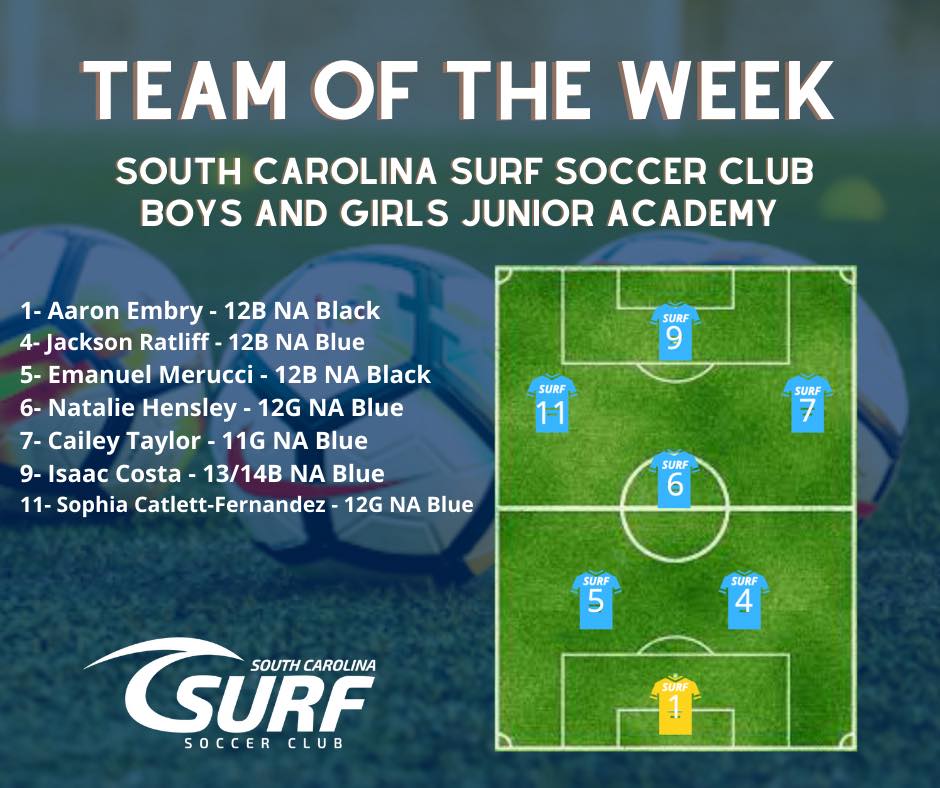 TEAM OF THE WEEK
SOUTH CAROLINA SURF SOCCER CLUB
BOYS AND GIRLS JUNIOR ACADEMY
1- Aaron Embry - 12B NA Black
4- Jackson Ratliff - 12B NA Blue
5- Emanuel Merucci - 12B NA Black
6- Natalie Hensley - 12G NA Blue
7- Cailey Taylor - 11G NA Blue
9- Isaac Costa - 13/14B NA Blue
11- Sophia Catlett-Fernandez - 12G NA Blue
SURF
9
SURF
11
SURF
7
SURF
6
SURF
5
SURF
4
SURF
1
SOUTH CAROLINA
SURF
SOCCER CLUB